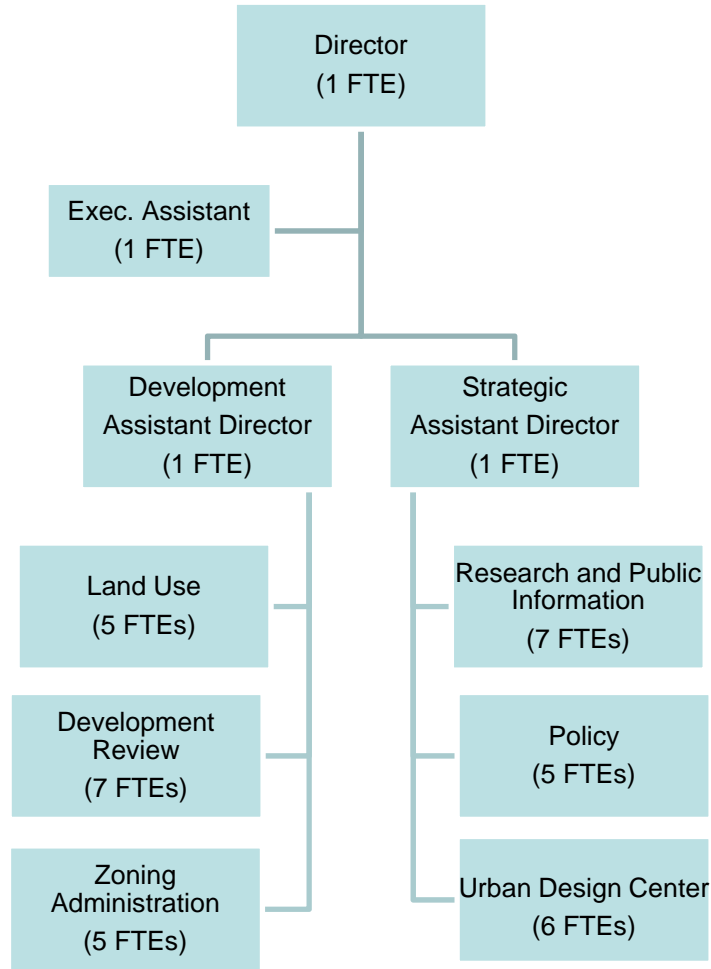 Director
(1 FTE)
Exec. Assistant
(1 FTE)
Development
Assistant Director
(1 FTE)
Strategic
Assistant Director
(1 FTE)
Land Use
(5 FTEs)
Development
Review
(7 FTEs)
Zoning
Administration
(5 FTEs)
Research and Public
Information
(7 FTEs)
Policy
(5 FTEs)
Urban Design Center
(6 FTEs)